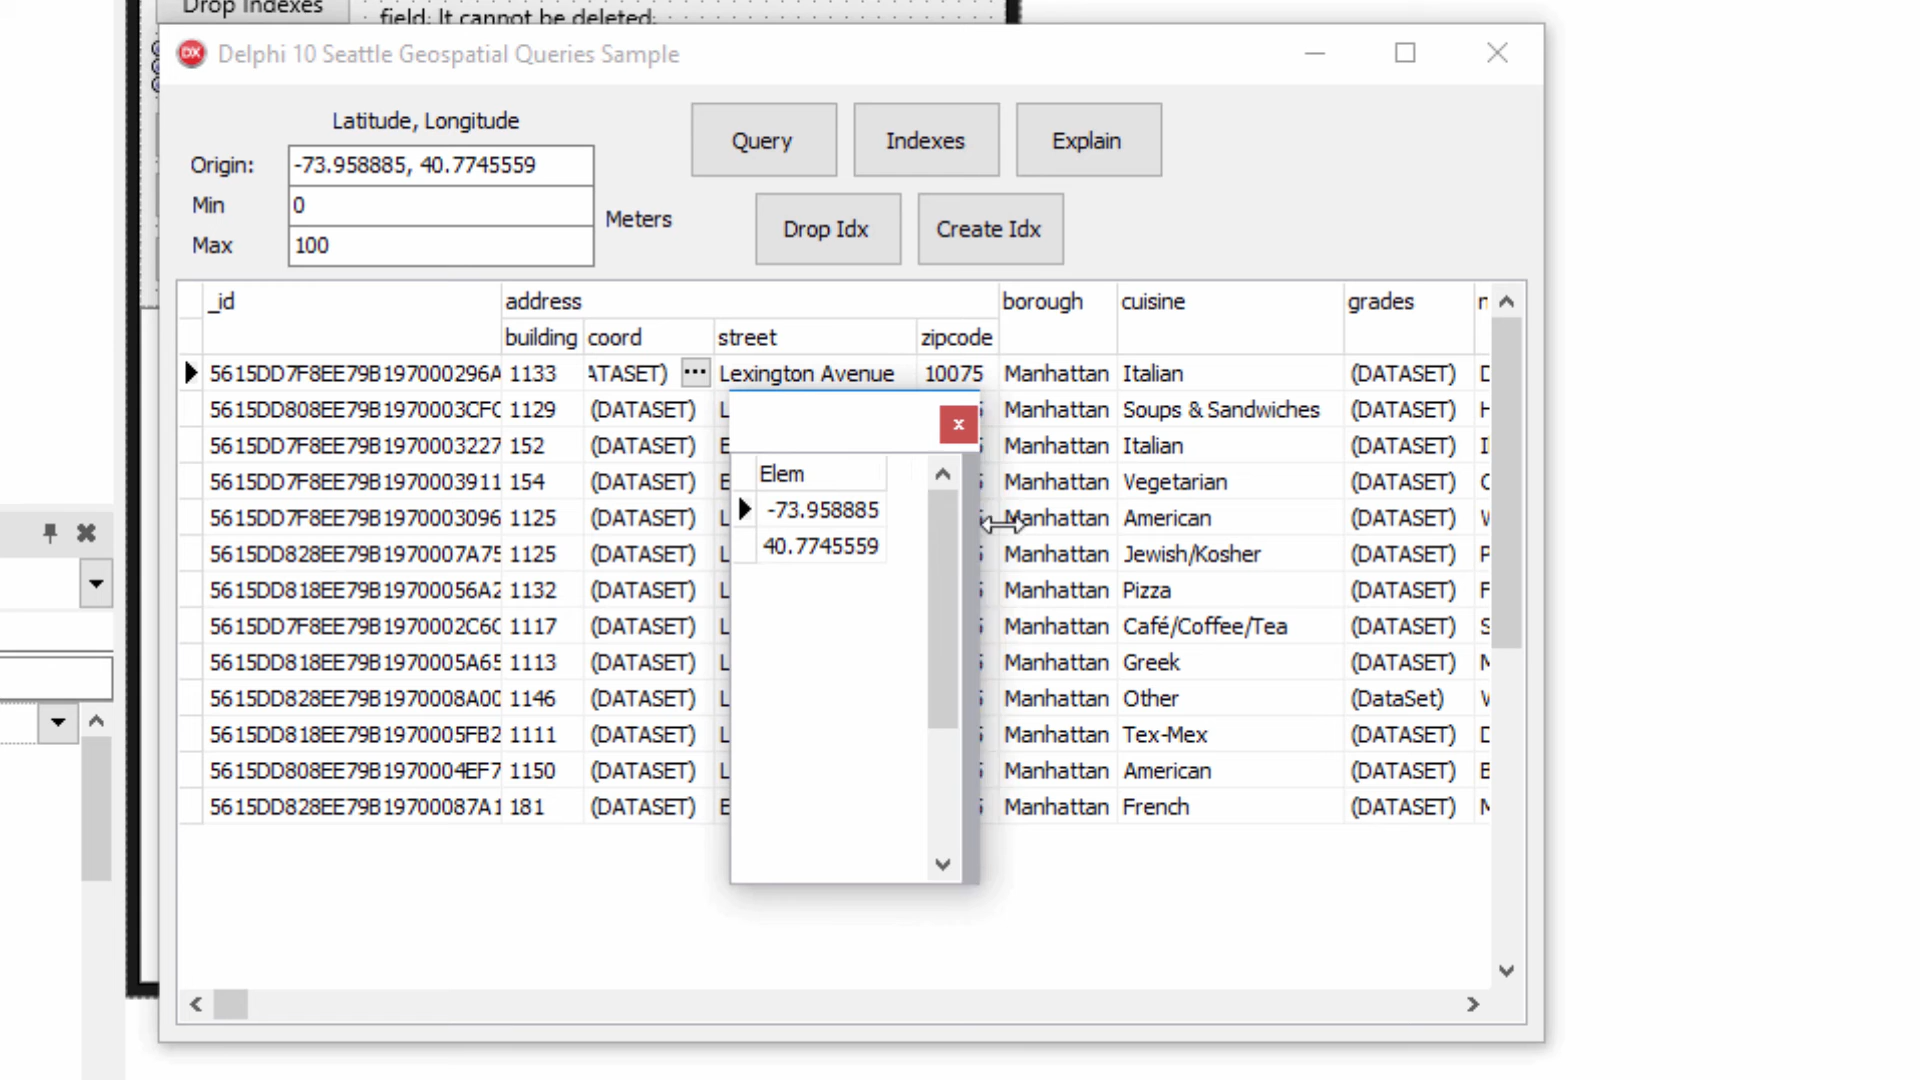 Drop Indexes
field: It cannot be deleted.
Delphi 10 Seattle Geospatial Queries Sample
Latitude, Longitude
Origin: -73.958885, 40.7745559
Min 0
Max 100
Meters
Query Indexes Explain
Drop Idx Create Idx
_id address borough cuisine grades
building coord street zipcode
5615DD7F8EE79B197000296A 1133 ATASET) ... Lexington Avenue 10075 Manhattan Italian (DATASET)
5615DD808EE79B1970003CFC 1129 (DATASET) Manhattan Soups & Sandwiches (DATASET)
5615DD7F8EE79B1970003227 152 (DATASET) Manhattan Italian (DATASET)
5615DD7F8EE79B1970003911 154 (DATASET) Manhattan Vegetarian (DATASET)
5615DD7F8EE79B1970003096 1125 (DATASET) Manhattan American (DATASET)
5615DD828EE79B1970007A75 1125 (DATASET) Manhattan Jewish/Kosher (DATASET)
5615DD818EE79B19700056A2 1132 (DATASET) Manhattan Pizza (DATASET)
5615DD7F8EE79B1970002C6C 1117 (DATASET) Manhattan Café/Coffee/Tea (DATASET)
5615DD818EE79B1970005A65 1113 (DATASET) Manhattan Greek (DATASET)
5615DD828EE79B1970008A00 1146 (DATASET) Manhattan Other (DataSet)
5615DD818EE79B1970005FB2 1111 (DATASET) Manhattan Tex-Mex (DATASET)
5615DD808EE79B1970004EF7 1150 (DATASET) Manhattan American (DATASET)
5615DD828EE79B19700087A1 181 (DATASET) Manhattan French (DATASET)
Elem
-73.958885
40.7745559